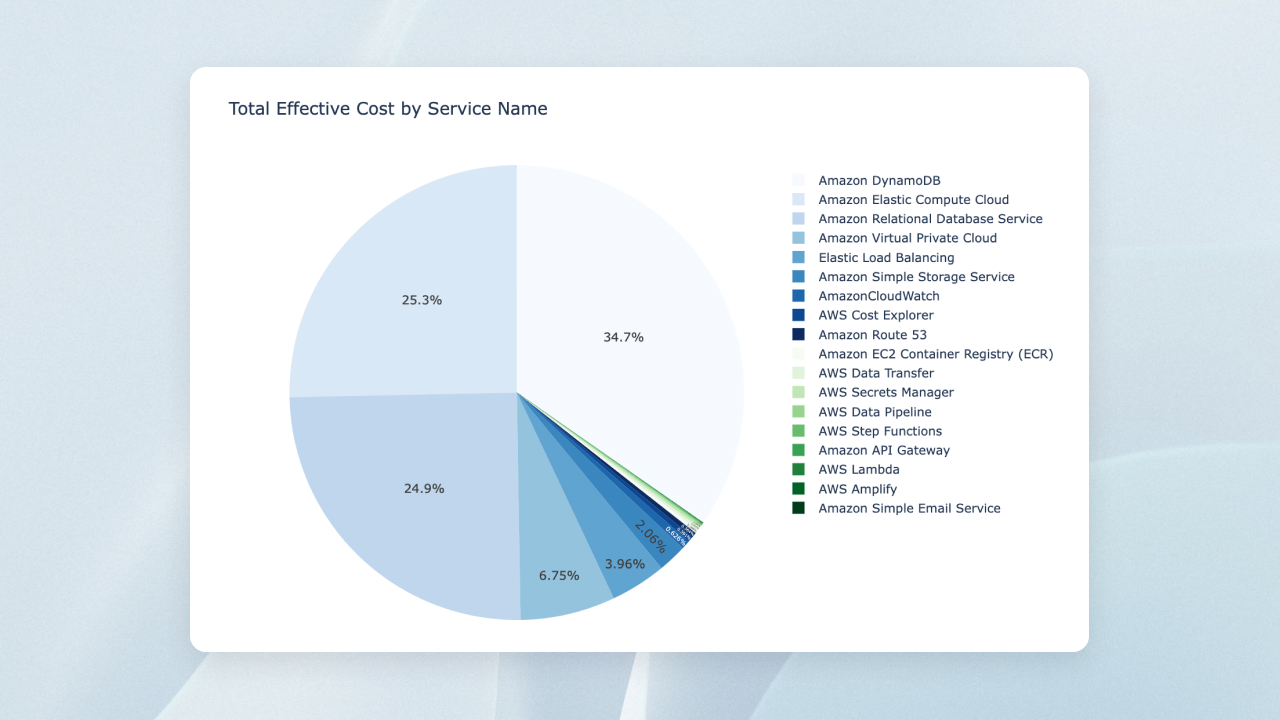 Total Effective Cost by Service Name
25.3%
34.7%
24.9%
6.75%
3.96%
2.06%
0.626%
Amazon DynamoDB
Amazon Elastic Compute Cloud
Amazon Relational Database Service
Amazon Virtual Private Cloud
Elastic Load Balancing
Amazon Simple Storage Service
AmazonCloudWatch
AWS Cost Explorer
Amazon Route 53
Amazon EC2 Container Registry (ECR)
AWS Data Transfer
AWS Secrets Manager
AWS Data Pipeline
AWS Step Functions
Amazon API Gateway
AWS Lambda
AWS Amplify
Amazon Simple Email Service